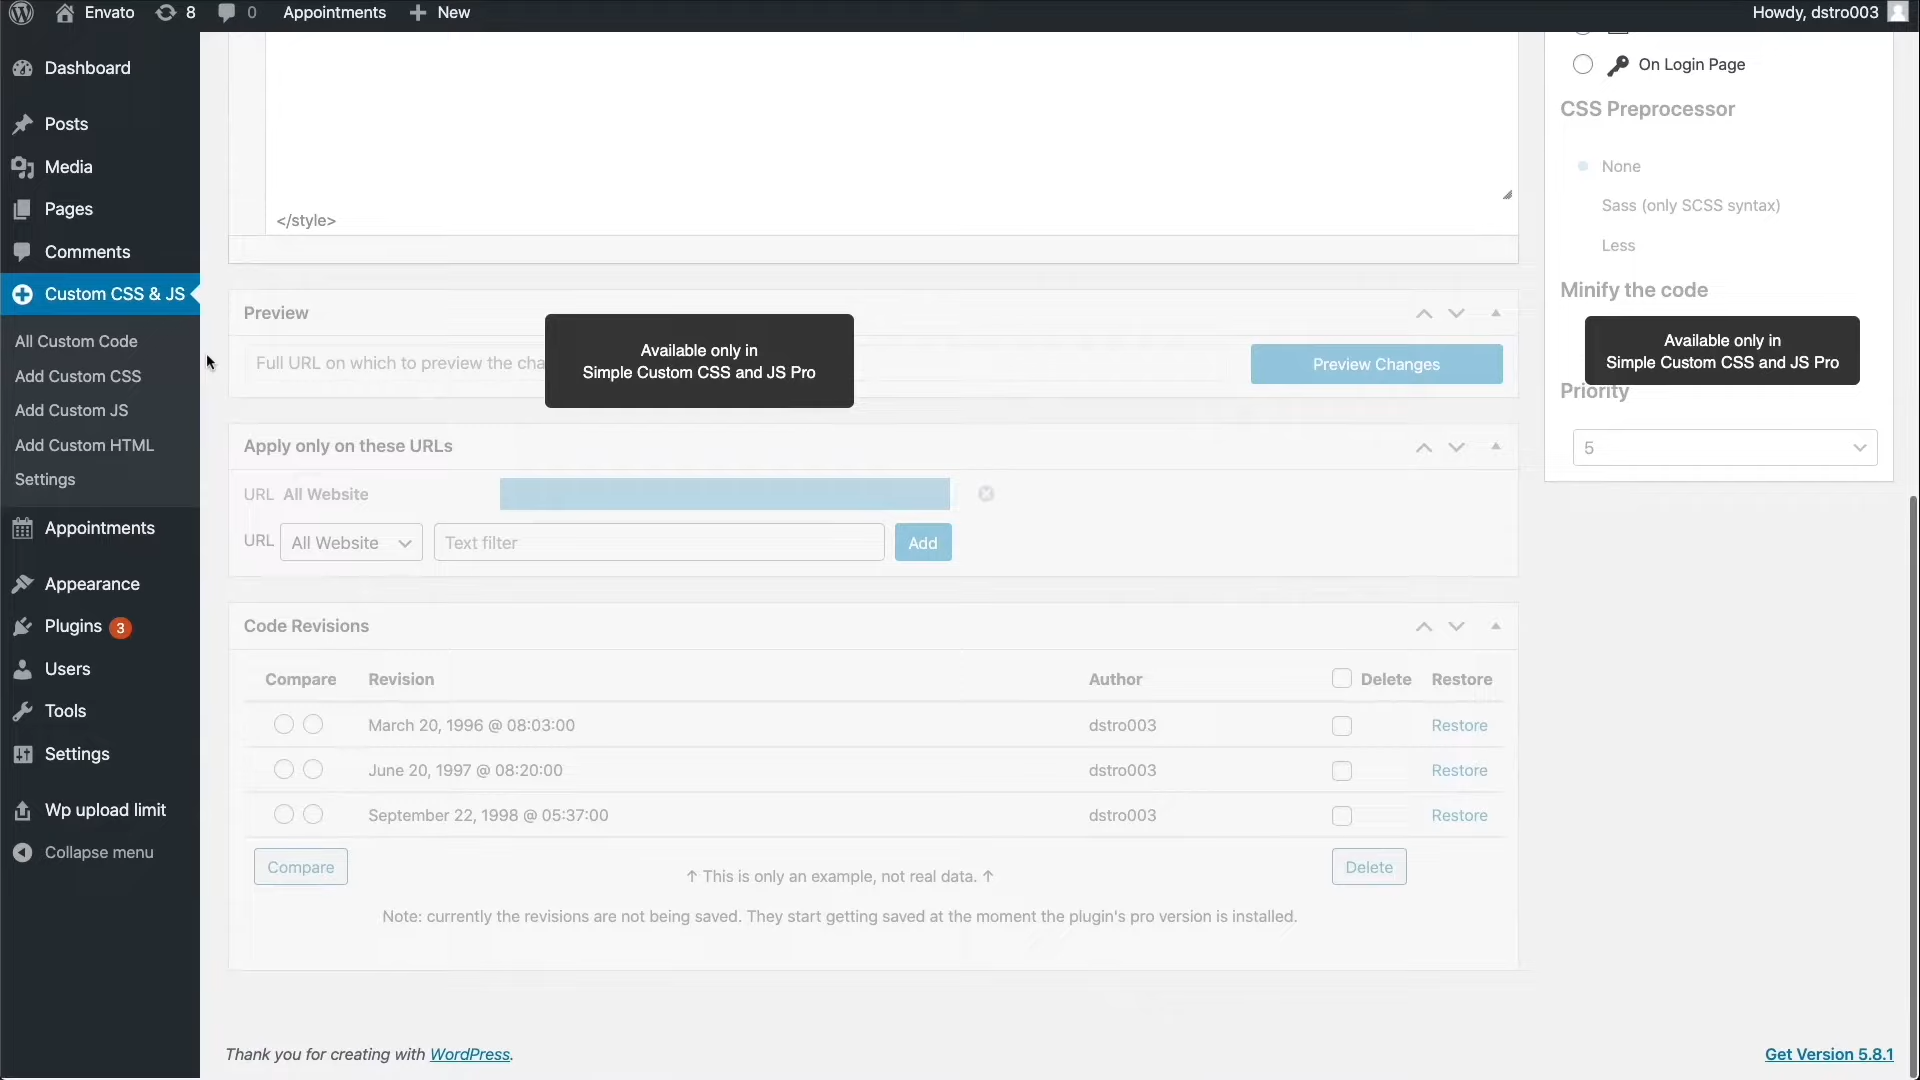 Envato 8 0 Appointments New Howdy, dstro003
Dashboard
Posts
Media
Pages
Comments
Custom CSS & JS
All Custom Code
Add Custom CSS
Add Custom JS
Add Custom HTML
Settings
Appointments
Appearance
Plugins 3
Users
Tools
Settings
Wp upload limit
Collapse menu
</style>
Preview
Full URL on which to preview the cha
Available only in
Simple Custom CSS and JS Pro
Preview Changes
Apply only on these URLs
URL All Website
URL All Website Text filter Add
Code Revisions
Compare Revision Author Delete Restore
March 20, 1996 @ 08:03:00 dstro003 Restore
June 20, 1997 @ 08:20:00 dstro003 Restore
September 22, 1998 @ 05:37:00 dstro003 Restore
Compare ↑ This is only an example, not real data. ↑ Delete
Note: currently the revisions are not being saved. They start getting saved at the moment the plugin's pro version is installed.
On Login Page
CSS Preprocessor
None
Sass (only SCSS syntax)
Less
Minify the code
Available only in
Simple Custom CSS and JS Pro
Priority
5
Thank you for creating with WordPress. Get Version 5.8.1